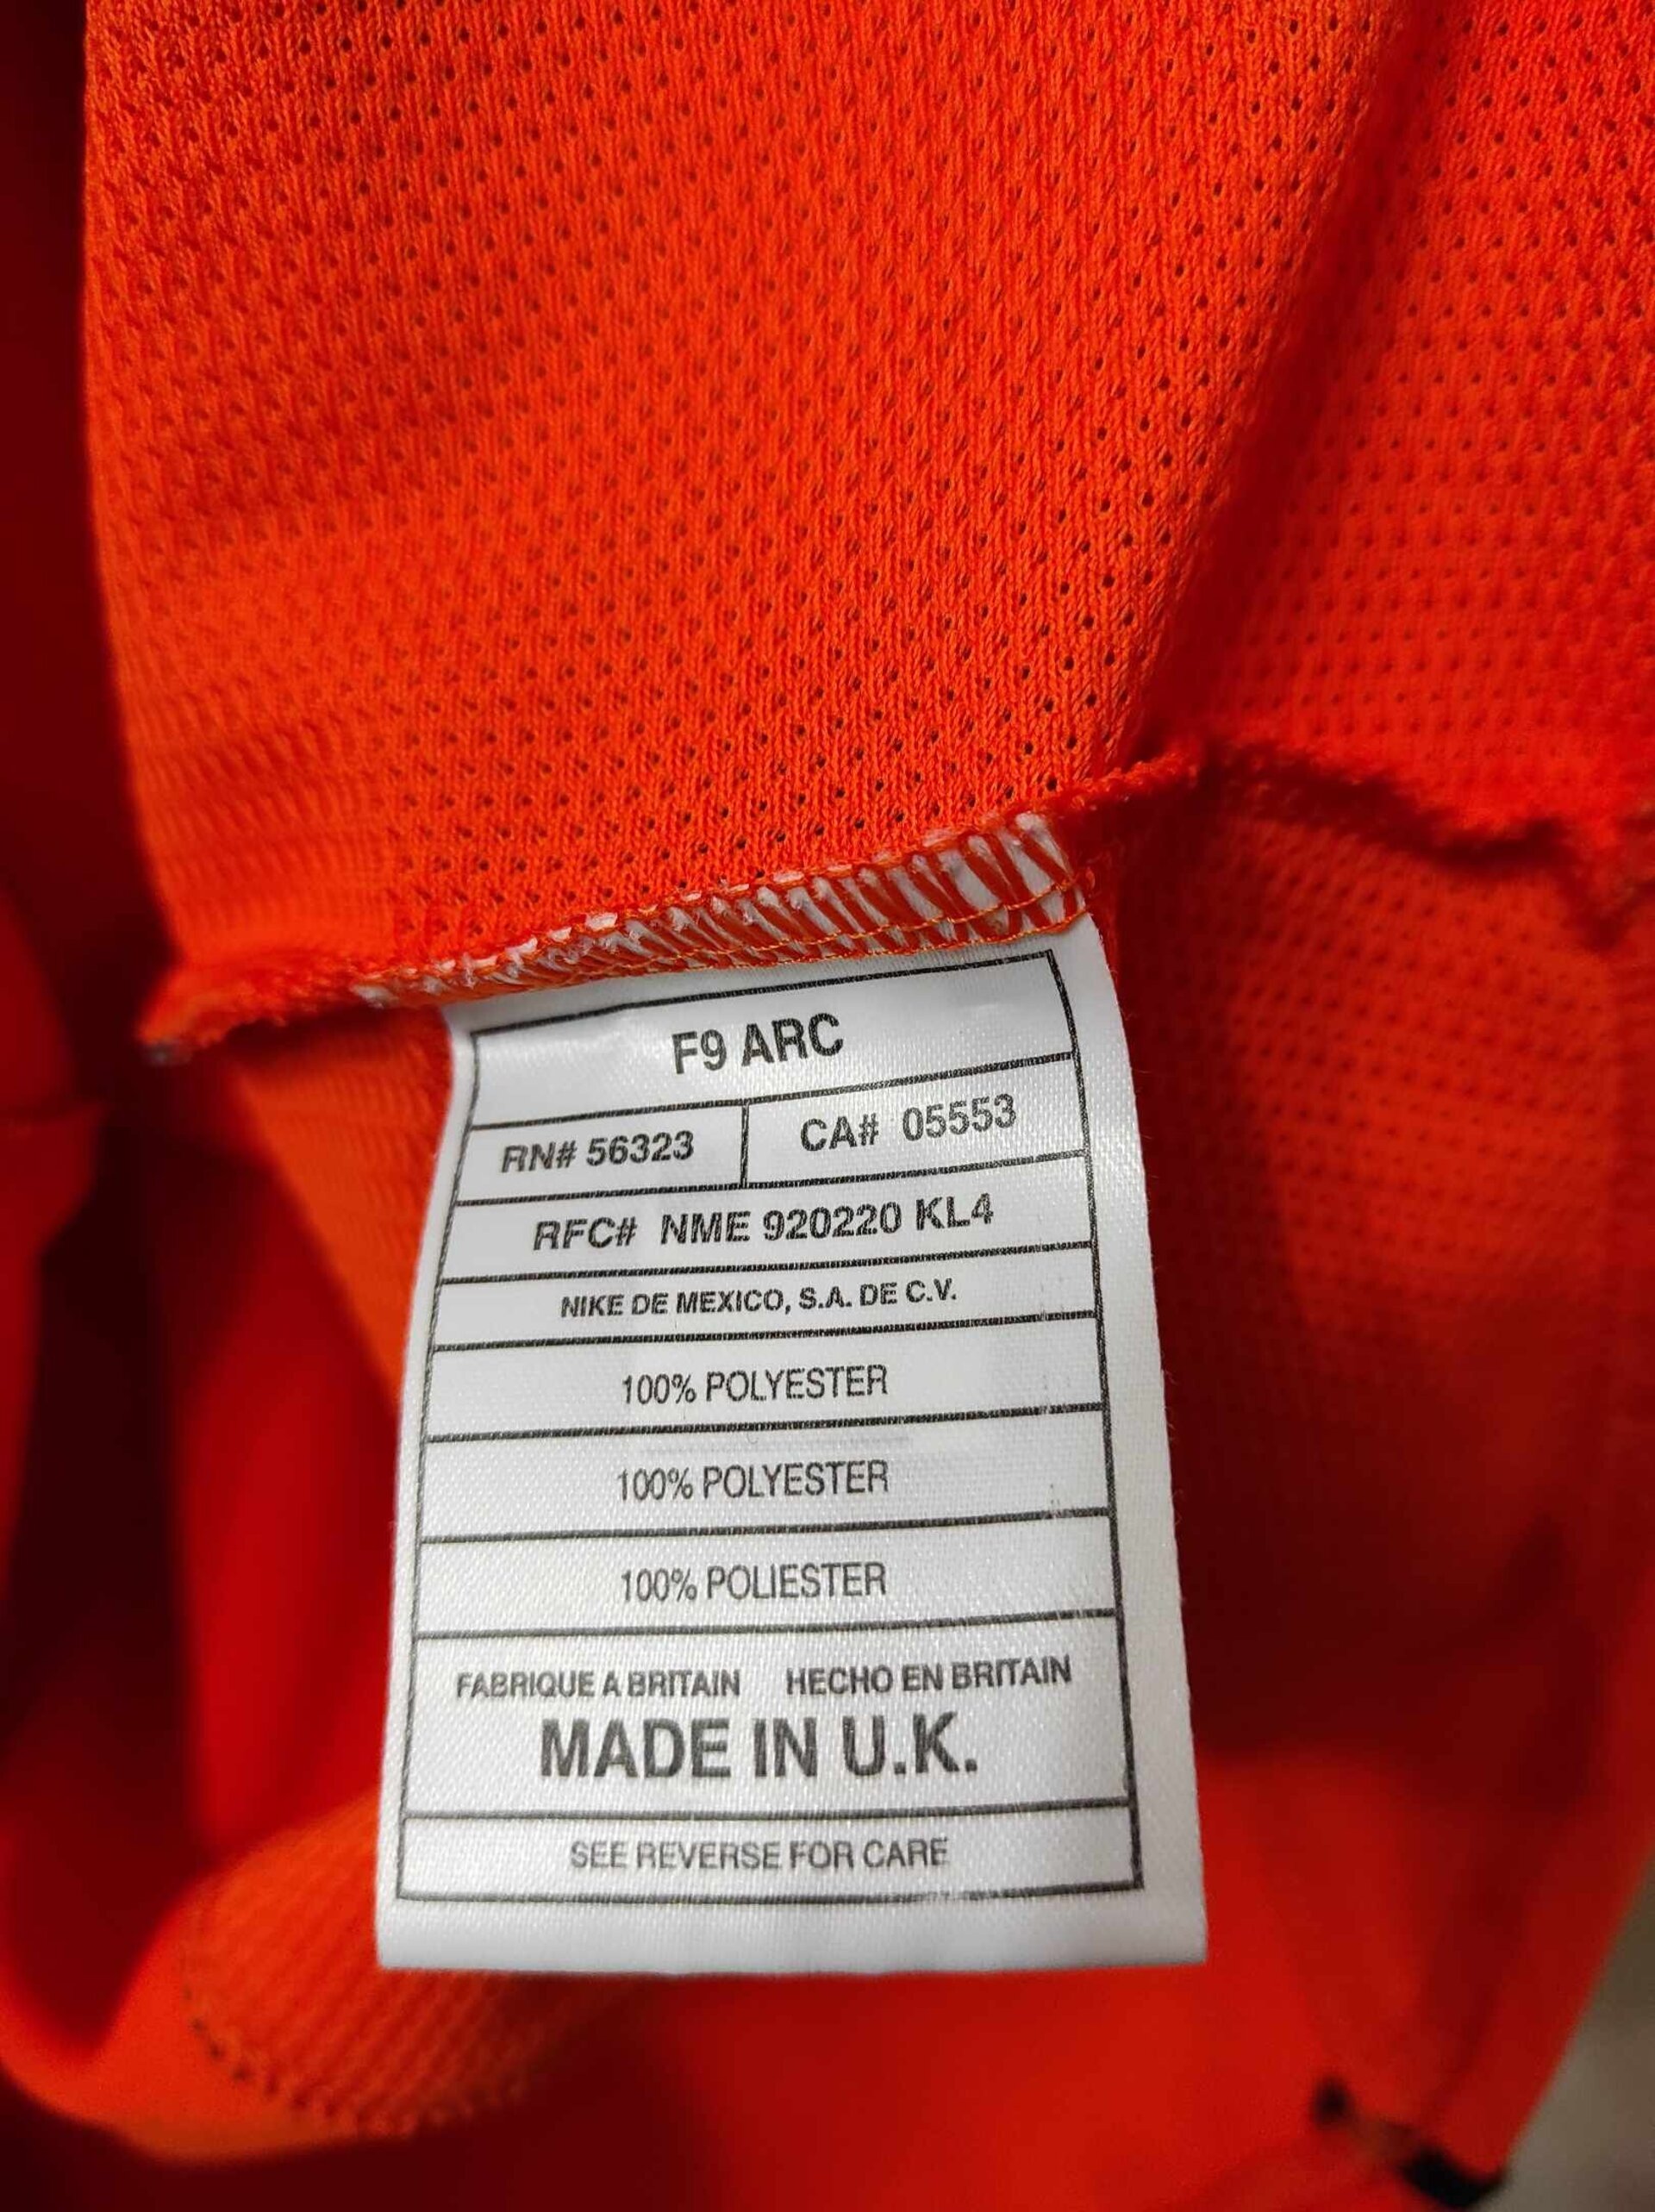 F9 ARC
RN# 56323 CA# 05553
RFC# NME 920220 KL4
NIKE DE MEXICO, S.A. DE C.V.
100% POLYESTER
100% POLYESTER
100% POLIESTER
FABRIQUE A BRITAIN HECHO EN BRITAIN
MADE IN U.K.
SEE REVERSE FOR CARE